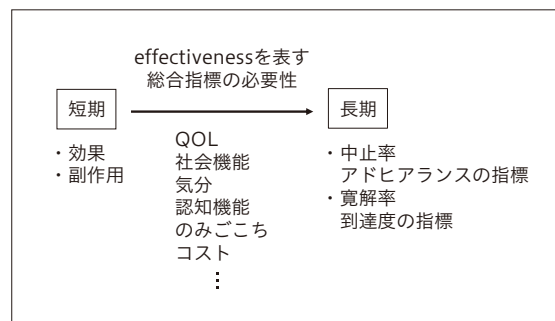 effectivenessを表す
総合指標の必要性
短期
長期
・効果
・副作用
QOL
社会機能
気分
認知機能
のみごこち
コスト
⋮
・中止率
アドヒアランスの指標
・寛解率
到達度の指標